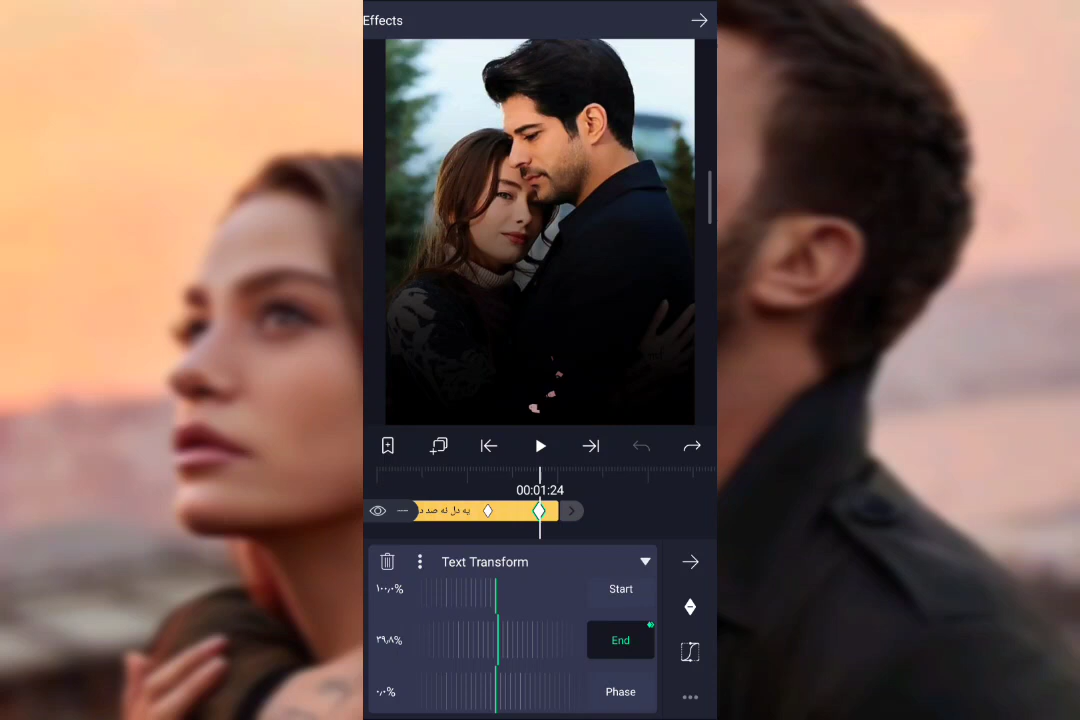 Effects
00:01:24
یه دل نه صد د
Text Transform
۱۰۰٫۰%
Start
۳۹٫۸%
End
۰٫۰%
Phase